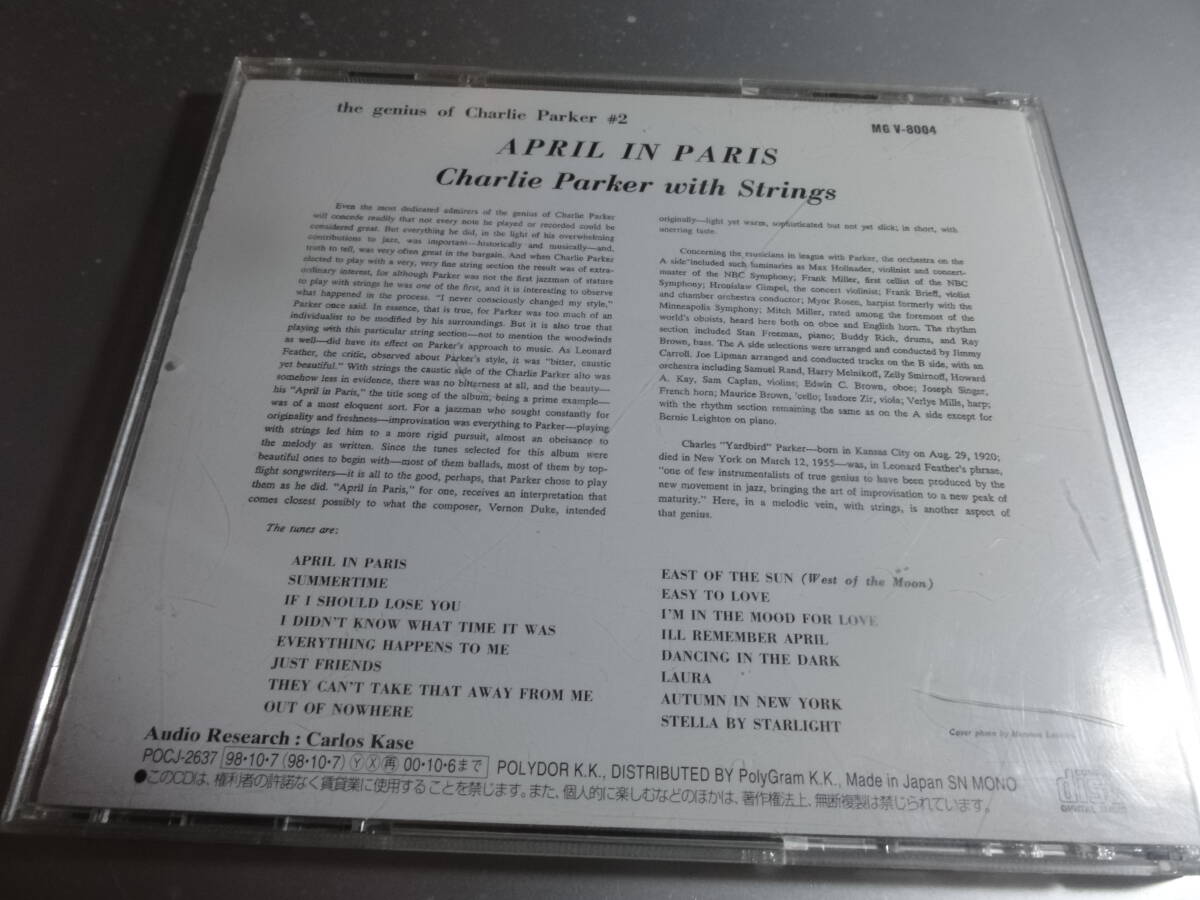 the genius of Charlie Parker #2
MG V-8004
APRIL IN PARIS
Charlie Parker with Strings
Even the most dedicated admirers of the genius of Charlie Parker
will concede readily that not every note he played or recorded could be
considered great. But everything he did, in the light of his overwhelming
contributions to jazz, was important—historically and musically—and,
truth to tell, was very often great in the bargain. And when Charlie Parker
elected to play with a very, very fine string section the result was of extra-
ordinary interest, for although Parker was not the first jazzman of stature
to play with strings he was one of the first, and it is interesting to observe
what happened in the process. "I never consciously changed my style,"
Parker once said. In essence, that is true, for Parker was too much of an
individualist to be modified by his surroundings. But it is also true that
playing with this particular string section—not to mention the woodwinds
as well—did have its effect on Parker's approach to music. As Leonard
Feather, the critic, observed about Parker's style, it was "bitter, caustic
yet beautiful." With strings the caustic side of the Charlie Parker alto was
somehow less in evidence, there was no bitterness at all, and the beauty—
his "April in Paris," the title song of the album, being a prime example—
was of a most eloquent sort. For a jazzman who sought constantly for
originality and freshness—improvisation was everything to Parker—playing
with strings led him to a more rigid pursuit, almost an obeisance to
the melody as written. Since the tunes selected for this album were
beautiful ones to begin with—most of them ballads, most of them by top-
flight songwriters—it is all to the good, perhaps, that Parker chose to play
them as he did. "April in Paris," for one, receives an interpretation that
comes closest possibly to what the composer, Vernon Duke, intended
originally—light yet warm, sophisticated but not yet slick; in short, with
unerring taste.
Concerning the musicians in league with Parker, the orchestra on the
A side"included such luminaries as Max Hollnader, violinist and concert-
master of the NBC Symphony; Frank Miller, first cellist of the NBC
Symphony; Hronislaw Gimpel, the concert violinist; Frank Brieff, violist
and chamber orchestra conductor; Myor Rosen, harpist formerly with the
Minneapolis Symphony; Mitch Miller, rated among the foremost of the
world's oboists, heard here both on oboe and English horn. The rhythm
section included Stan Freeman, piano; Buddy Rich, drums, and Ray
Brown, bass. The A side selections were arranged and conducted by Jimmy
Carroll. Joe Lipman arranged and conducted tracks on the B side, with an
orchestra including Samuel Rand, Harry Melnikoff, Zelly Smirnoff, Howard
A. Kay, Sam Caplan, violins; Edwin C. Brown, oboe; Joseph Singer,
French horn; Maurice Brown, 'cello; Isadore Zir, viola; Verlye Mills, harp;
with the rhythm section remaining the same as on the A side except for
Bernie Leighton on piano.
Charles "Yardbird" Parker—born in Kansas City on Aug. 29, 1920;
died in New York on March 12, 1955—was, in Leonard Feather's phrase,
"one of few instrumentalists of true genius to have been produced by the
new movement in jazz, bringing the art of improvisation to a new peak of
maturity." Here, in a melodic vein, with strings, is another aspect of
that genius.
The tunes are:
APRIL IN PARIS
SUMMERTIME
IF I SHOULD LOSE YOU
I DIDN'T KNOW WHAT TIME IT WAS
EVERYTHING HAPPENS TO ME
JUST FRIENDS
THEY CAN'T TAKE THAT AWAY FROM ME
OUT OF NOWHERE
EAST OF THE SUN (West of the Moon)
EASY TO LOVE
I'M IN THE MOOD FOR LOVE
ILL REMEMBER APRIL
DANCING IN THE DARK
LAURA
AUTUMN IN NEW YORK
STELLA BY STARLIGHT
Cover photo by
Audio Research : Carlos Kase
POCJ-2637 98・10・7 (98・10・7) Ⓨ Ⓧ 再 00・10・6まで POLYDOR K.K., DISTRIBUTED BY PolyGram K.K., Made in Japan SN MONO
●このCDは、権利者の許諾なく賃貸業に使用することを禁じます。また、個人的に楽しむなどのほかは、著作権法上、無断複製は禁じられています。
disc
DIGITAL AUDIO